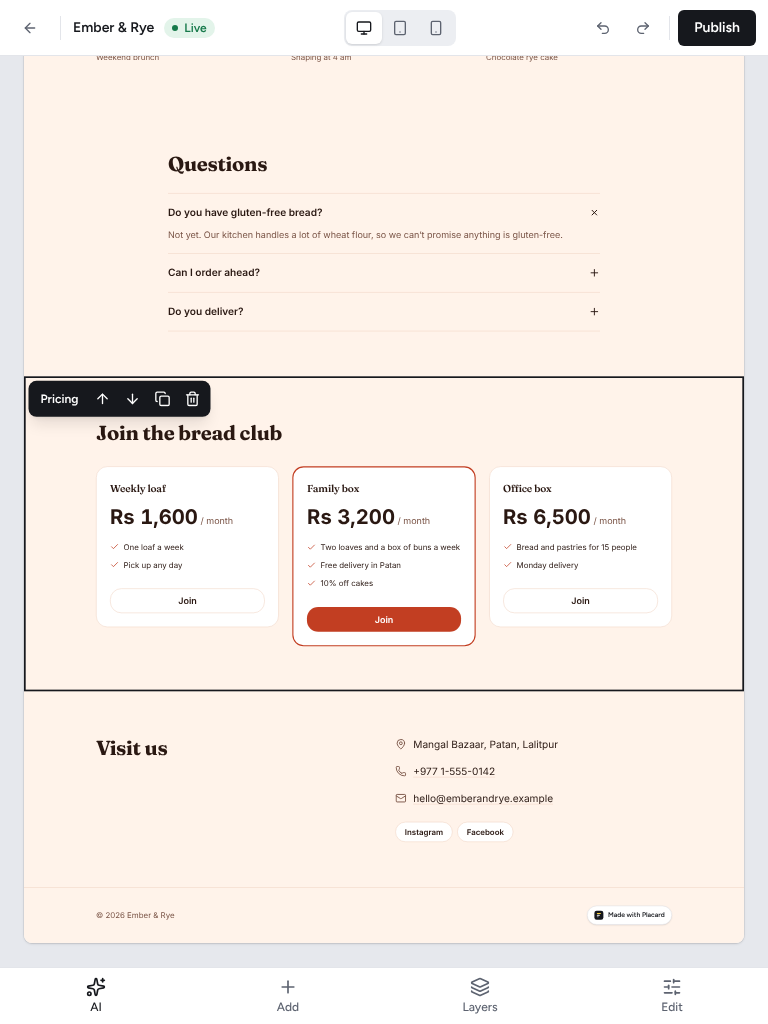 Ember & Rye
Live
Publish
Weekend brunch
Shaping at 4 am
Chocolate rye cake
Questions
Do you have gluten-free bread?
Not yet. Our kitchen handles a lot of wheat flour, so we can't promise anything is gluten-free.
Can I order ahead?
Do you deliver?
Pricing
Join the bread club
Weekly loaf
Rs 1,600 / month
One loaf a week
Pick up any day
Join
Family box
Rs 3,200 / month
Two loaves and a box of buns a week
Free delivery in Patan
10% off cakes
Join
Office box
Rs 6,500 / month
Bread and pastries for 15 people
Monday delivery
Join
Visit us
Mangal Bazaar, Patan, Lalitpur
+977 1-555-0142
hello@emberandrye.example
Instagram
Facebook
© 2026 Ember & Rye
Made with Placard
AI
Add
Layers
Edit